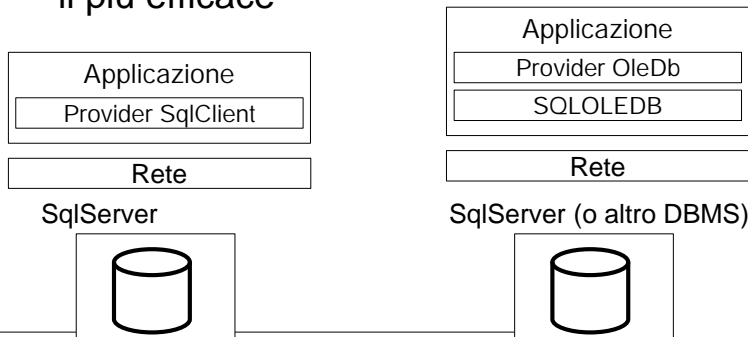 il più efficace
Applicazione
Provider SqlClient
Rete
SqlServer
Applicazione
Provider OleDb
SQLOLEDB
Rete
SqlServer (o altro DBMS)